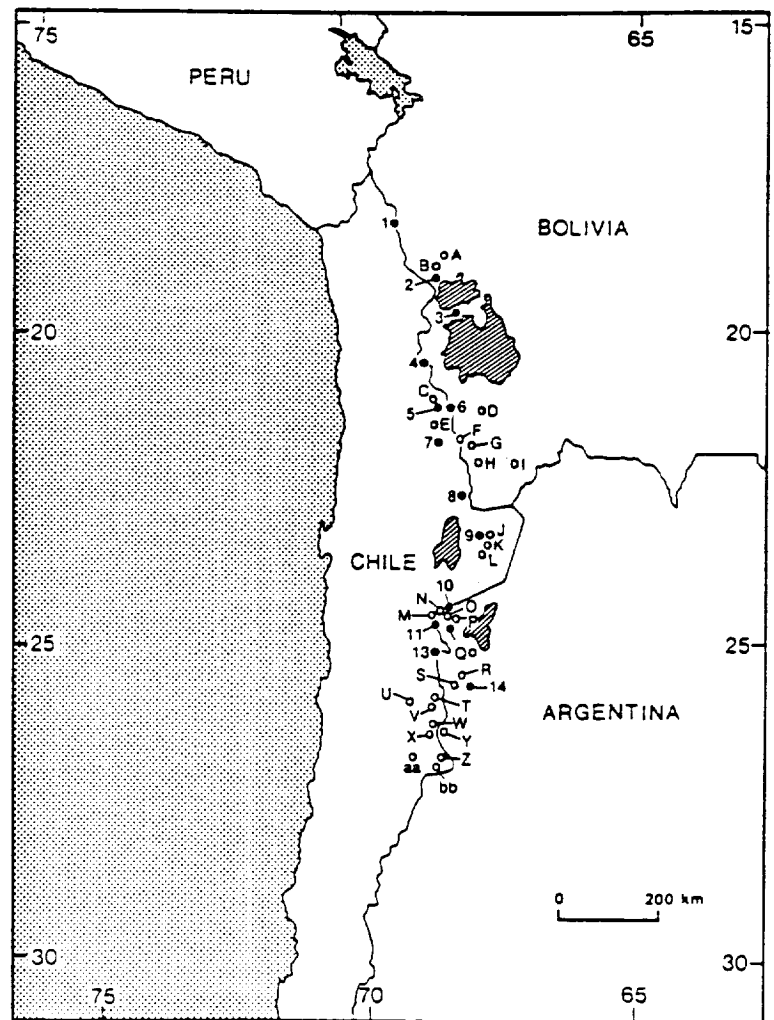 75
65
15
PERU
BOLIVIA
1
A
B
2
3
20
20
4
C
5
6
D
E
F
7
G
H
I
8
9
J
K
L
CHILE
10
N
O
M
P
11
25
13
Q
25
R
S
14
U
T
V
ARGENTINA
W
X
Y
Z
aa
bb
0 200 km
30
30
75
70
65